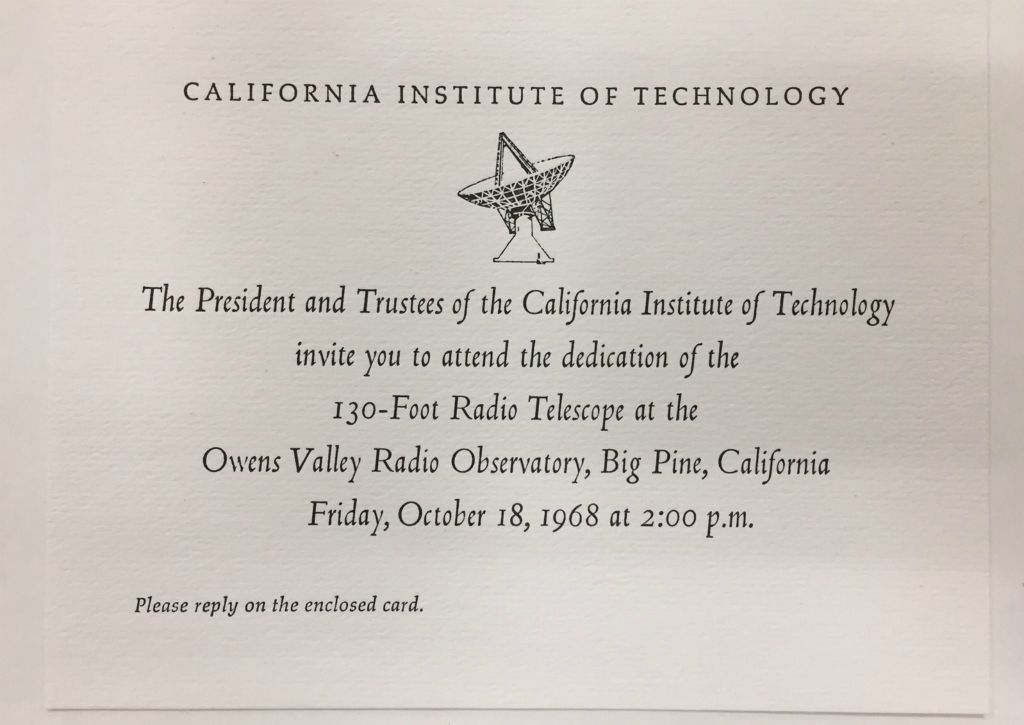 CALIFORNIA INSTITUTE OF TECHNOLOGY
The President and Trustees of the California Institute of Technology
invite you to attend the dedication of the
130-Foot Radio Telescope at the
Owens Valley Radio Observatory, Big Pine, California
Friday, October 18, 1968 at 2:00 p.m.
Please reply on the enclosed card.